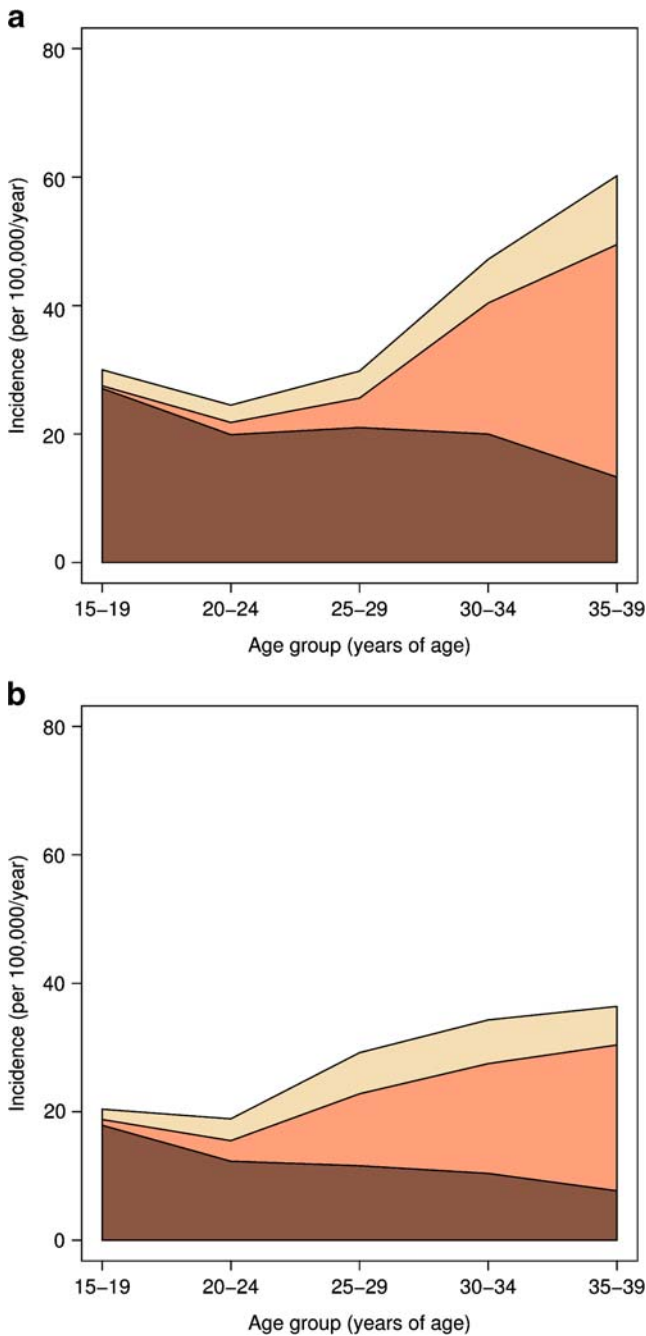 a
80
60
40
20
0
Incidence (per 100,000/year)
15–19 20–24 25–29 30–34 35–39
Age group (years of age)
b
80
60
40
20
0
Incidence (per 100,000/year)
15–19 20–24 25–29 30–34 35–39
Age group (years of age)